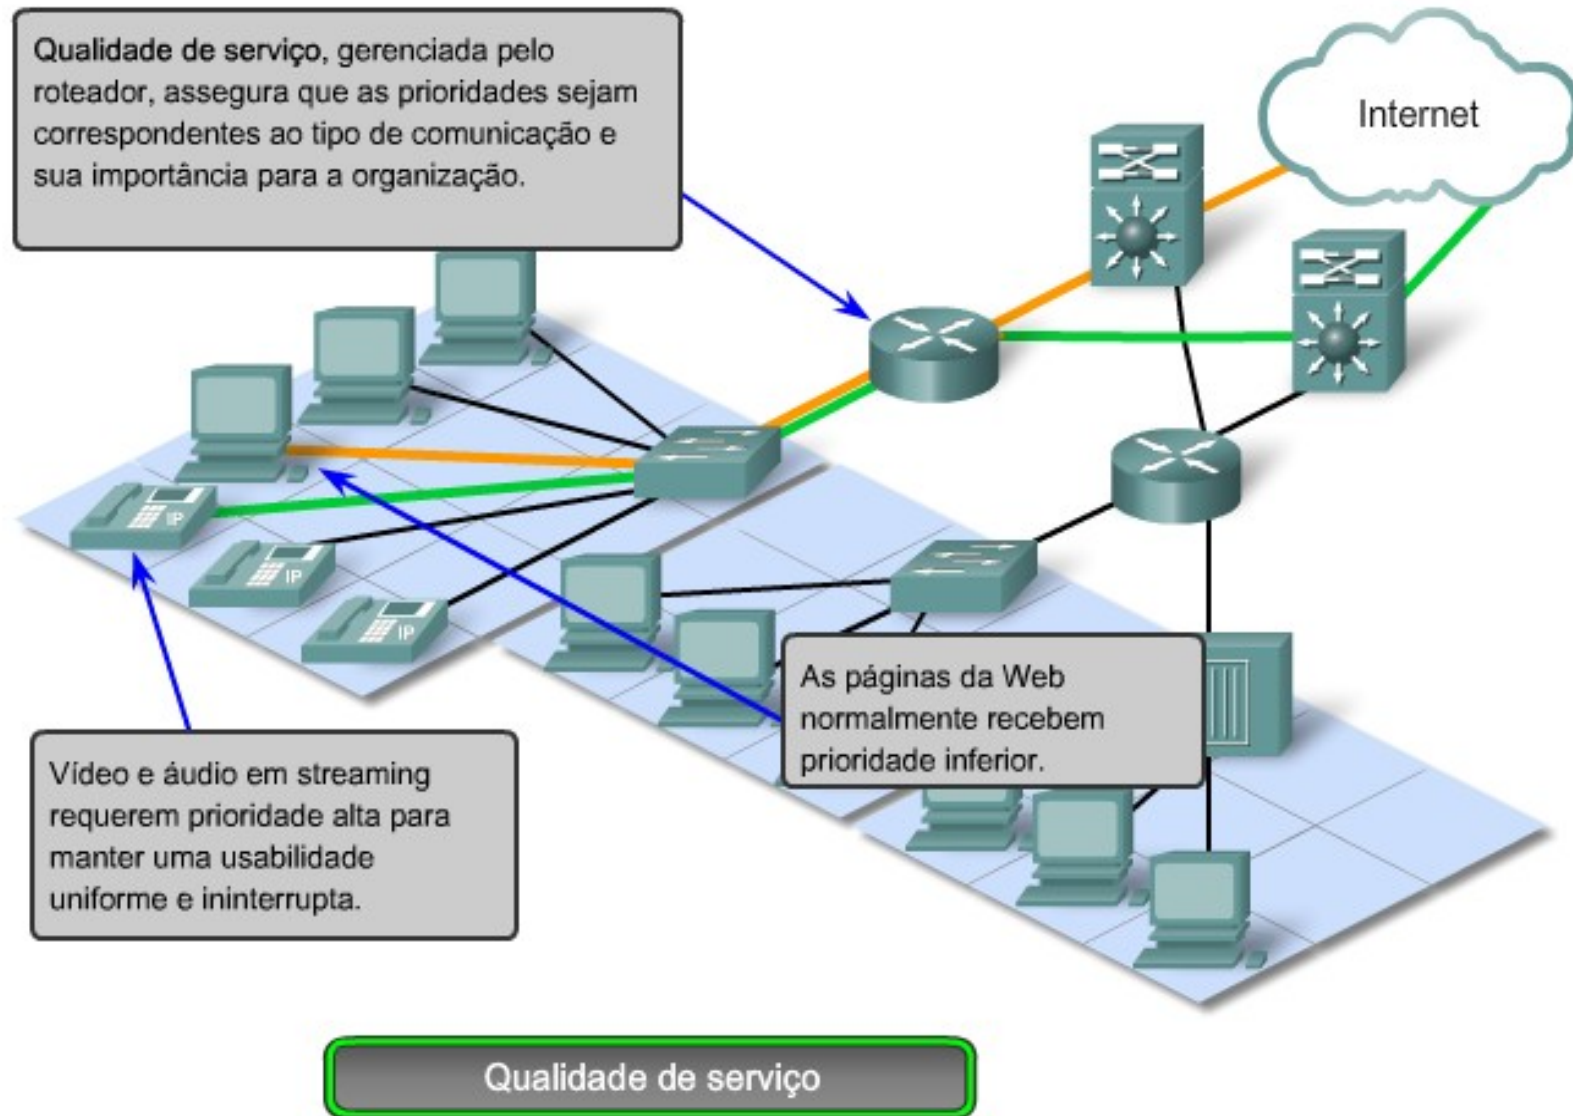 Qualidade de serviço, gerenciada pelo
roteador, assegura que as prioridades sejam
correspondentes ao tipo de comunicação e
sua importância para a organização.
Internet
IP
IP
IP
As páginas da Web
normalmente recebem
prioridade inferior.
Vídeo e áudio em streaming
requerem prioridade alta para
manter uma usabilidade
uniforme e ininterrupta.
Qualidade de serviço